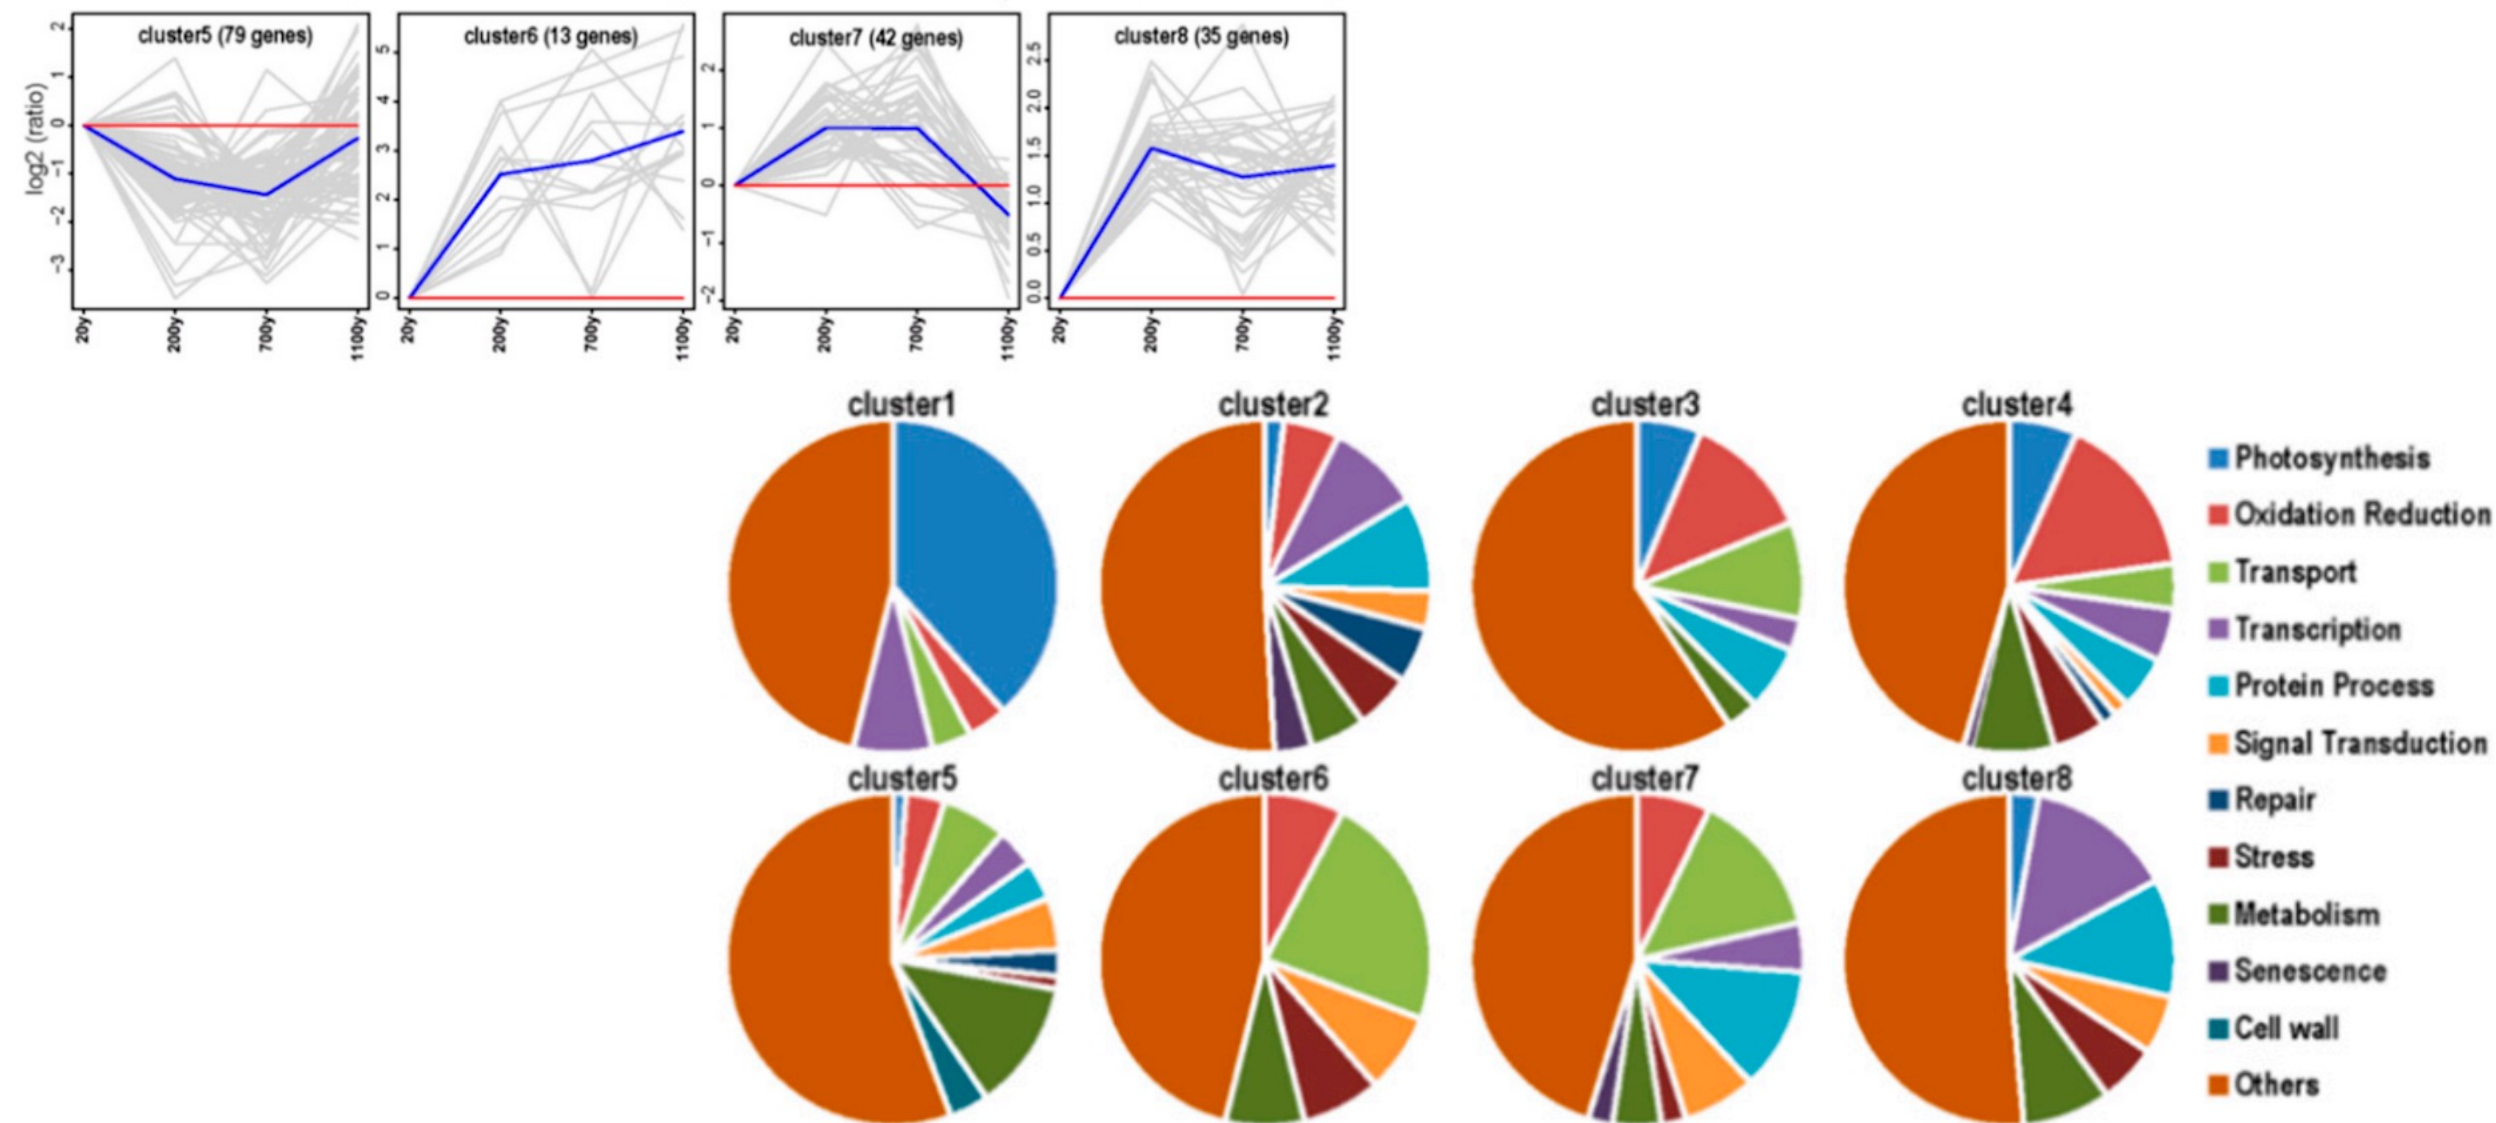 cluster5 (79 genes)
cluster6 (13 genes)
cluster7 (42 genes)
cluster8 (35 genes)
log2 (ratio)
2
1
0
−1
−2
−3
5
4
3
2
1
0
2
1
0
−1
−2
2.5
2.0
1.5
1.0
0.5
0.0
20y
200y
700y
1100y
20y
200y
700y
1100y
20y
200y
700y
1100y
20y
200y
700y
1100y
cluster1
cluster2
cluster3
cluster4
cluster5
cluster6
cluster7
cluster8
Photosynthesis
Oxidation Reduction
Transport
Transcription
Protein Process
Signal Transduction
Repair
Stress
Metabolism
Senescence
Cell wall
Others